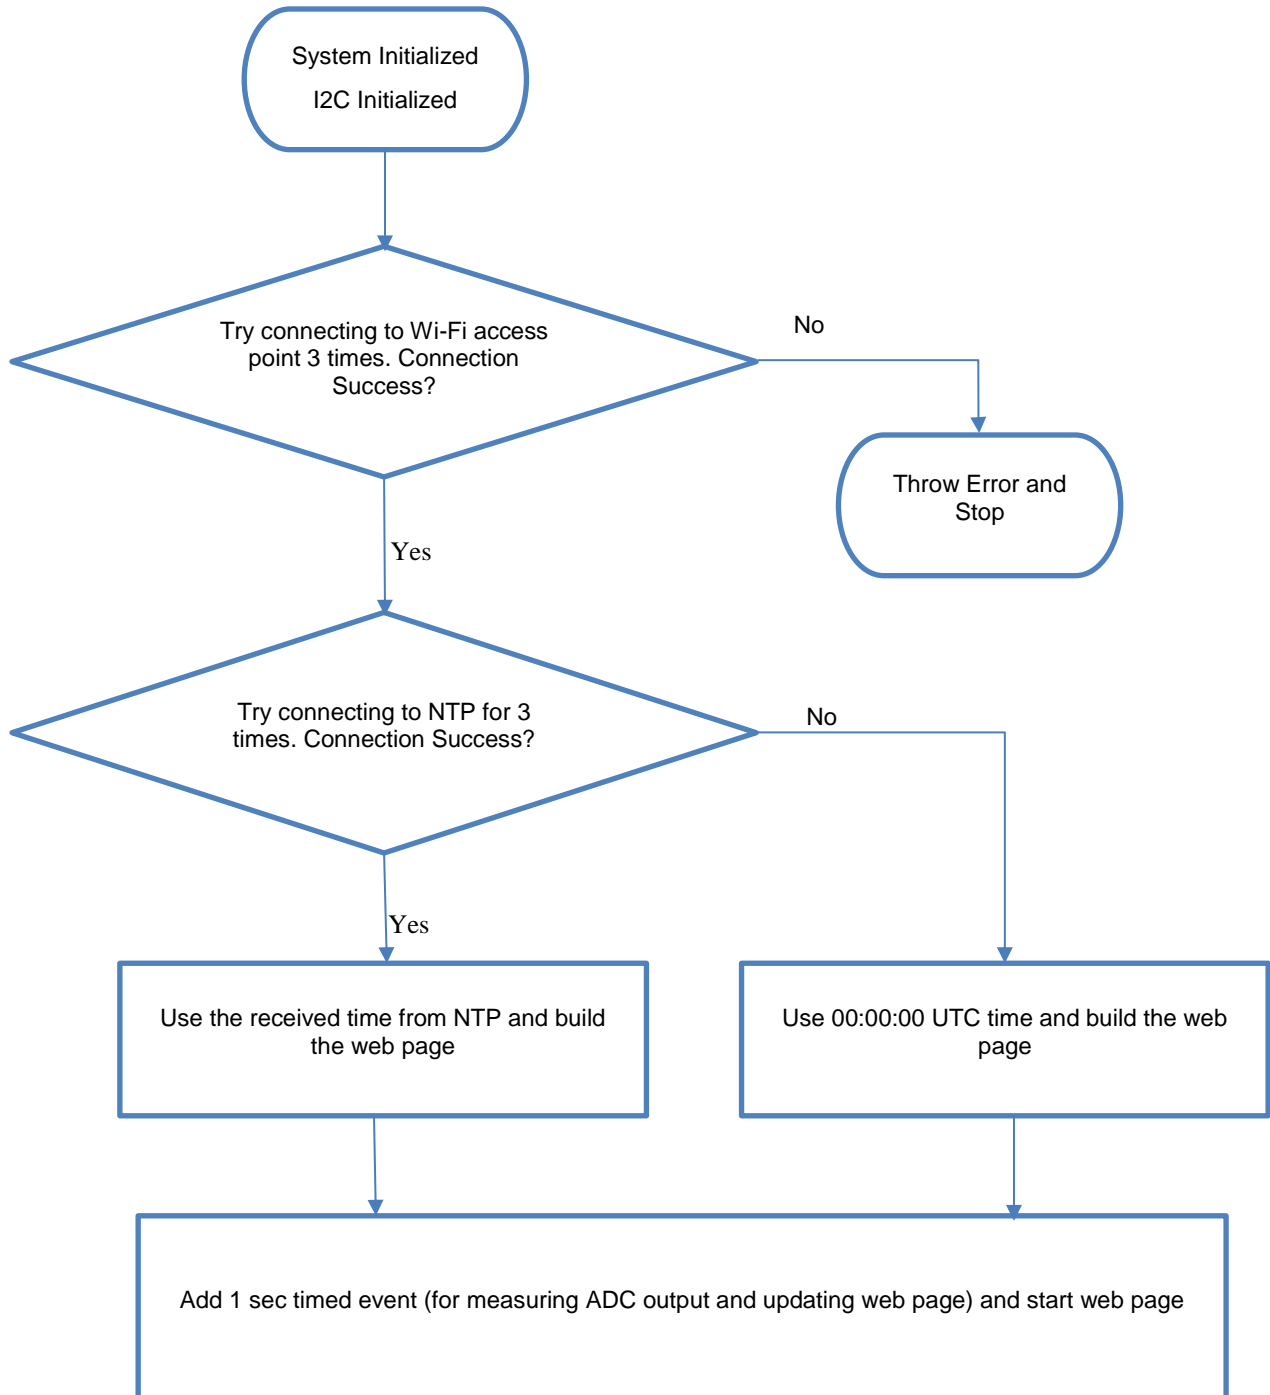 System Initialized
I2C Initialized
Try connecting to Wi-Fi access
point 3 times. Connection
Success?
No
Throw Error and
Stop
Yes
Try connecting to NTP for 3
times. Connection Success?
No
Yes
Use the received time from NTP and build
the web page
Use 00:00:00 UTC time and build the web
page
Add 1 sec timed event (for measuring ADC output and updating web page) and start web page